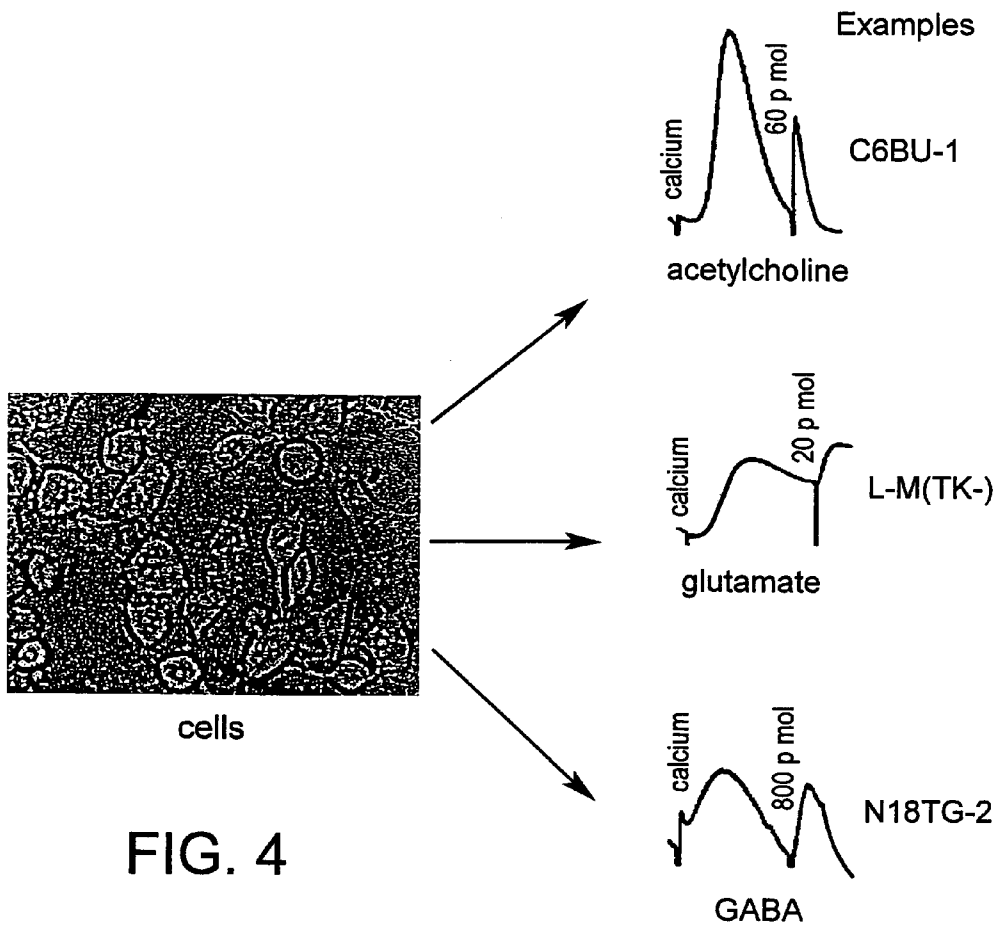 Examples
calcium
60 p mol
C6BU-1
acetylcholine
calcium
20 p mol
L-M(TK-)
glutamate
cells
calcium
800 p mol
N18TG-2
GABA
FIG. 4